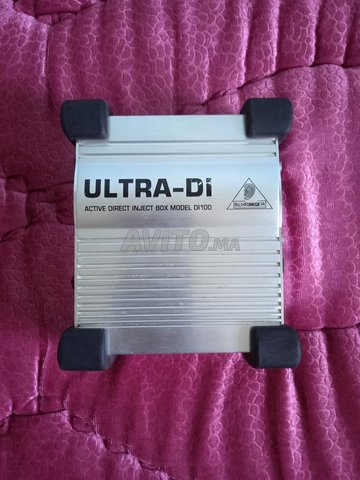 ULTRA-Di
BEHRINGER
ACTIVE DIRECT INJECT BOX MODEL DI100
AVITO.MA